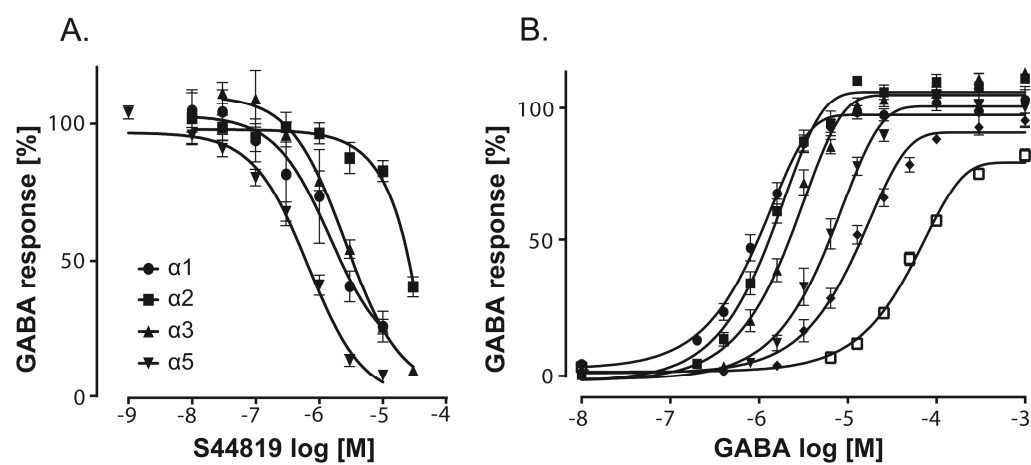 A.
GABA response [%]
100
50
0
α1
α2
α3
α5
-9 -8 -7 -6 -5 -4
S44819 log [M]
B.
GABA response [%]
100
50
0
-8 -7 -6 -5 -4 -3
GABA log [M]